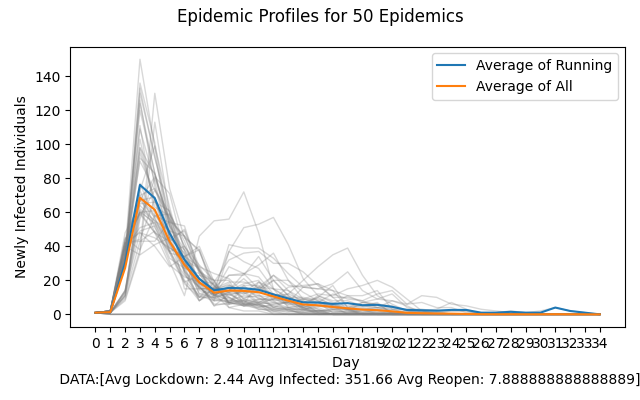 Epidemic Profiles for 50 Epidemics
Average of Running
Average of All
Newly Infected Individuals
140
120
100
80
60
40
20
0
0 1 2 3 4 5 6 7 8 9 10 11 12 13 14 15 16 17 18 19 20 21 22 23 24 25 26 27 28 29 30 31 32 33 34
Day
DATA:[Avg Lockdown: 2.44 Avg Infected: 351.66 Avg Reopen: 7.888888888888889]